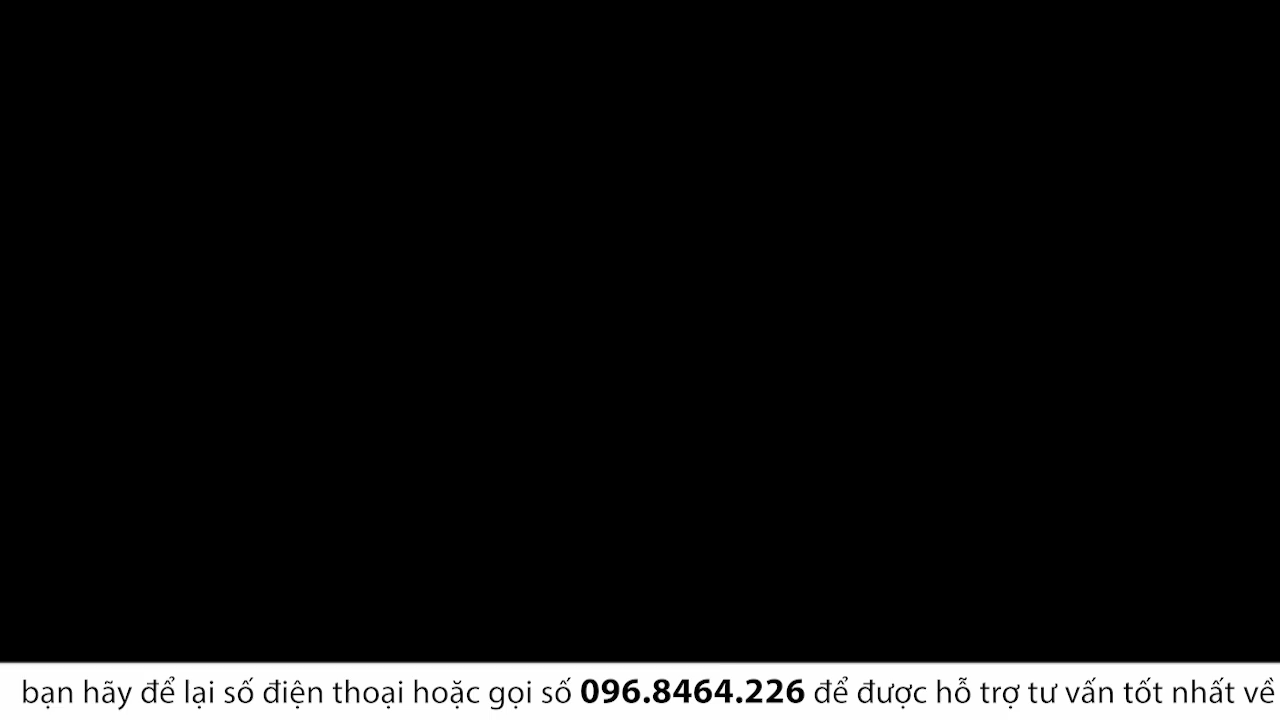 bạn hãy để lại số điện thoại hoặc gọi số 096.8464.226 để được hỗ trợ tư vấn tốt nhất về